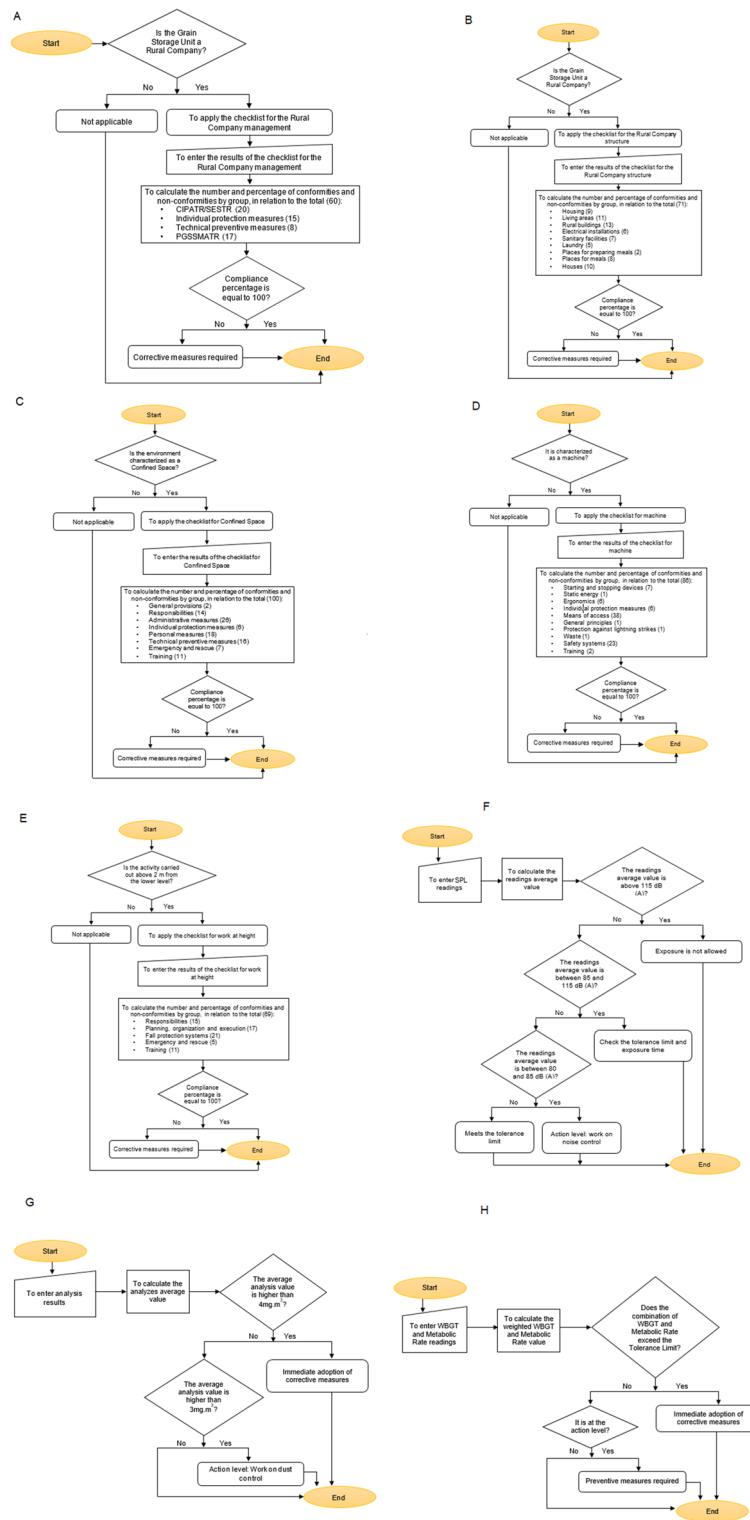 A
Start
Is the Grain
Storage Unit a
Rural Company?
No
Yes
Not applicable
To apply the checklist for the Rural
Company management
To enter the results of the checklist for the
Rural Company management
To calculate the number and percentage of conformities and
non-conformities by group, in relation to the total (60):
• CIPATR/SESTR (20)
• Individual protection measures (15)
• Technical preventive measures (8)
• PGSSMATR (17)
Compliance
percentage is
equal to 100?
No
Yes
Corrective measures required
End
B
Start
Is the Grain
Storage Unit a
Rural Company?
No
Yes
Not applicable
To apply the checklist for the Rural Company
structure
To enter the results of the checklist for the
Rural Company structure
To calculate the number and percentage of conformities and
non-conformities by group, in relation to the total (71):
• Housing (9)
• Living areas (11)
• Rural buildings (13)
• Electrical installations (6)
• Sanitary facilities (7)
• Laundry (5)
• Places for preparing meals (2)
• Places for meals (8)
• Houses (10)
Compliance
percentage is
equal to 100?
No
Yes
Corrective measures required
End
C
Start
Is the environment
characterized as a
Confined Space?
No
Yes
Not applicable
To apply the checklist for Confined Space
To enter the results of the checklist for
Confined Space
To calculate the number and percentage of conformities and
non-conformities by group, in relation to the total (100):
• General provisions (2)
• Responsibilities (14)
• Administrative measures (26)
• Individual protection measures (6)
• Personal measures (18)
• Technical preventive measures (16)
• Emergency and rescue (7)
• Training (11)
Compliance
percentage is
equal to 100?
No
Yes
Corrective measures required
End
D
Start
It is characterized
as a machine?
No
Yes
Not applicable
To apply the checklist for machine
To enter the results of the checklist for
machine
To calculate the number and percentage of conformities and
non-conformities by group, in relation to the total (86):
• Starting and stopping devices (7)
• Static energy (1)
• Ergonomics (6)
• Individual protection measures (6)
• Means of access (38)
• General principles (1)
• Protection against lightning strikes (1)
• Waste (1)
• Safety systems (23)
• Training (2)
Compliance
percentage is
equal to 100?
No
Yes
Corrective measures required
End
E
Start
Is the activity carried
out above 2 m from
the lower level?
No
Yes
Not applicable
To apply the checklist for work at height
To enter the results of the checklist for work
at height
To calculate the number and percentage of conformities and
non-conformities by group, in relation to the total (69):
• Responsibilities (15)
• Planning, organization and execution (17)
• Fall protection systems (21)
• Emergency and rescue (5)
• Training (11)
Compliance
percentage is
equal to 100?
No
Yes
Corrective measures required
End
F
Start
To enter SPL
readings
To calculate the
readings average
value
The readings
average value is
above 115 dB
(A)?
No
Yes
Exposure is not allowed
The readings
average value
is between 85 and
115 dB (A)?
No
Yes
Check the tolerance limit and
exposure time
The readings
average value
is between 80
and 85 dB (A)?
No
Yes
Meets the tolerance
limit
Action level: work on
noise control
End
G
Start
To enter analysis
results
To calculate the
analyzes average
value
The average
analysis value
is higher than
4mg.m³?
No
Yes
Immediate adoption of
corrective measures
The average
analysis value is
higher than
3mg.m³?
No
Yes
Action level: Work on dust
control
End
H
Start
To enter WBGT
and Metabolic
Rate readings
To calculate the
weighted WBGT
and Metabolic
Rate value
Does the
combination of
WBGT and
Metabolic Rate
exceed the
Tolerance Limit?
No
Yes
Immediate adoption of
corrective measures
It is at the
action level?
No
Yes
Preventive measures required
End